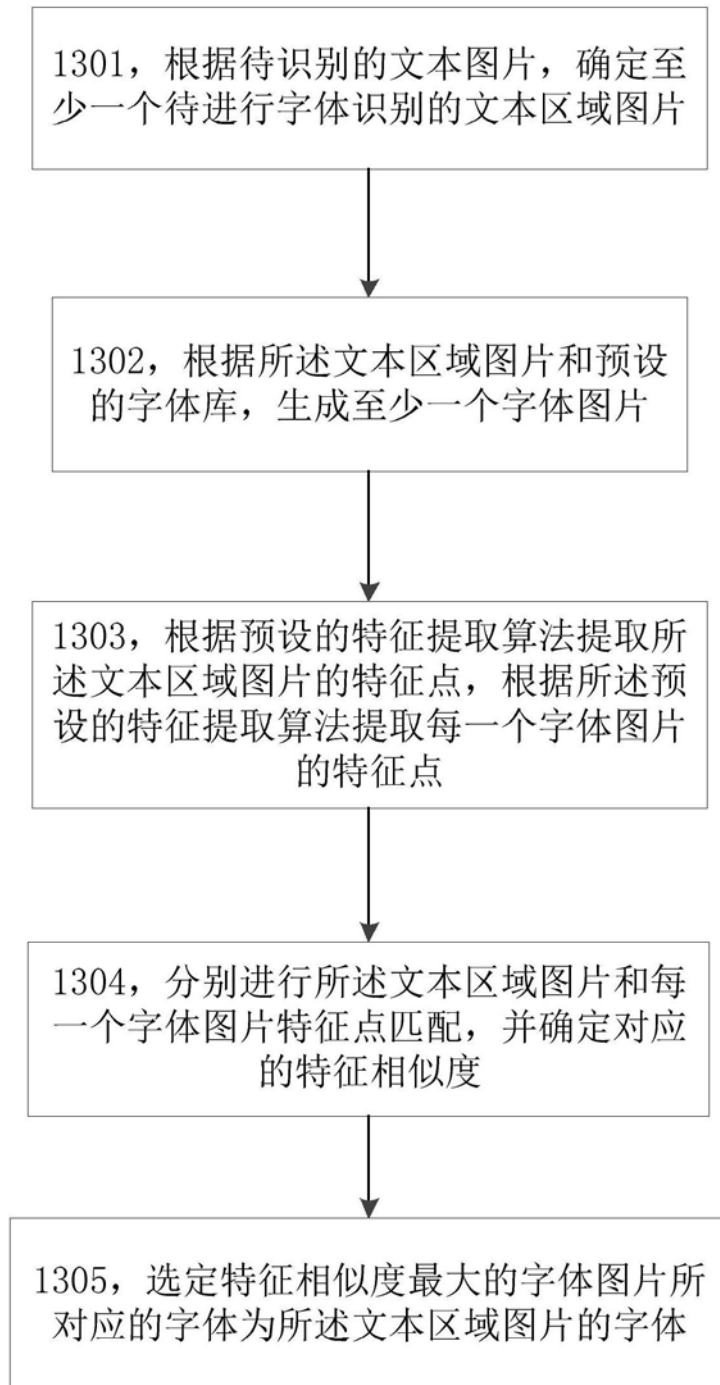 1301，根据待识别的文本图片，确定至
少一个待进行字体识别的文本区域图片
1302，根据所述文本区域图片和预设
的字体库，生成至少一个字体图片
1303，根据预设的特征提取算法提取所
述文本区域图片的特征点，根据所述预
设的特征提取算法提取每一个字体图片
的特征点
1304，分别进行所述文本区域图片和每
一个字体图片特征点匹配，并确定对应
的特征相似度
1305，选定特征相似度最大的字体图片所
对应的字体为所述文本区域图片的字体